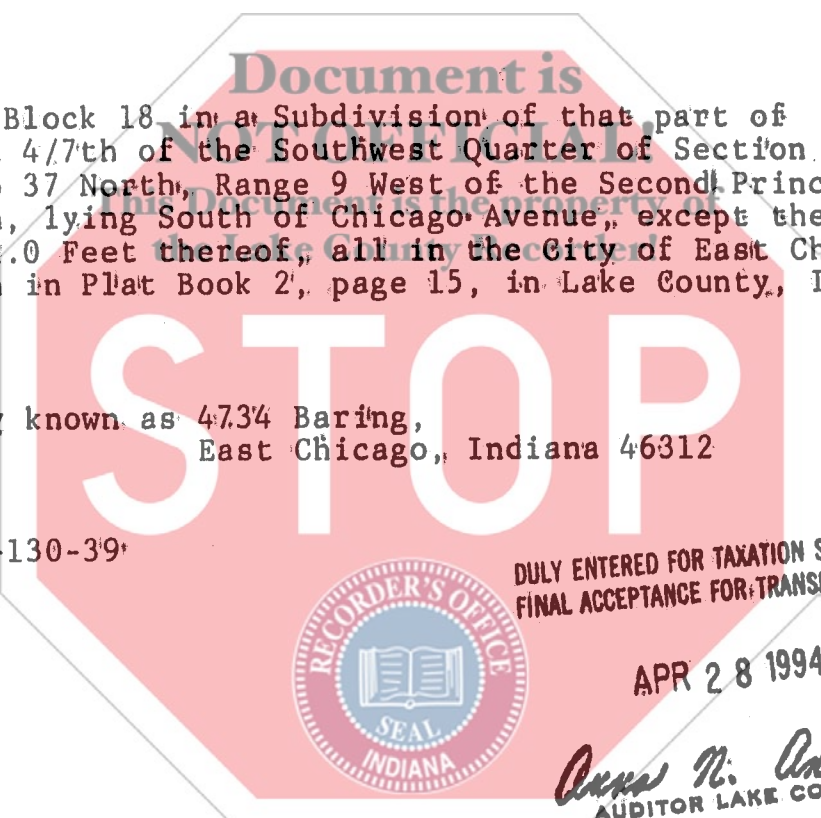 Document is
NOT OFFICIAL!
This Document is the property of
the Lake County Recorder!
Block 18 in a Subdivision of that part of
4/7th of the Southwest Quarter of Section
37 North, Range 9 West of the Second Princ
, lying South of Chicago Avenue, except the
.0 Feet thereof, all in the City of East Ch
in Plat Book 2, page 15, in Lake County, I
known as 4734 Baring,
East Chicago, Indiana 46312
-130-39
STOP
DULY ENTERED FOR TAXATION S
FINAL ACCEPTANCE FOR TRANS
APR 28 1994
RECORDER'S OFFICE
SEAL
INDIANA
Anna N. An
AUDITOR LAKE CO